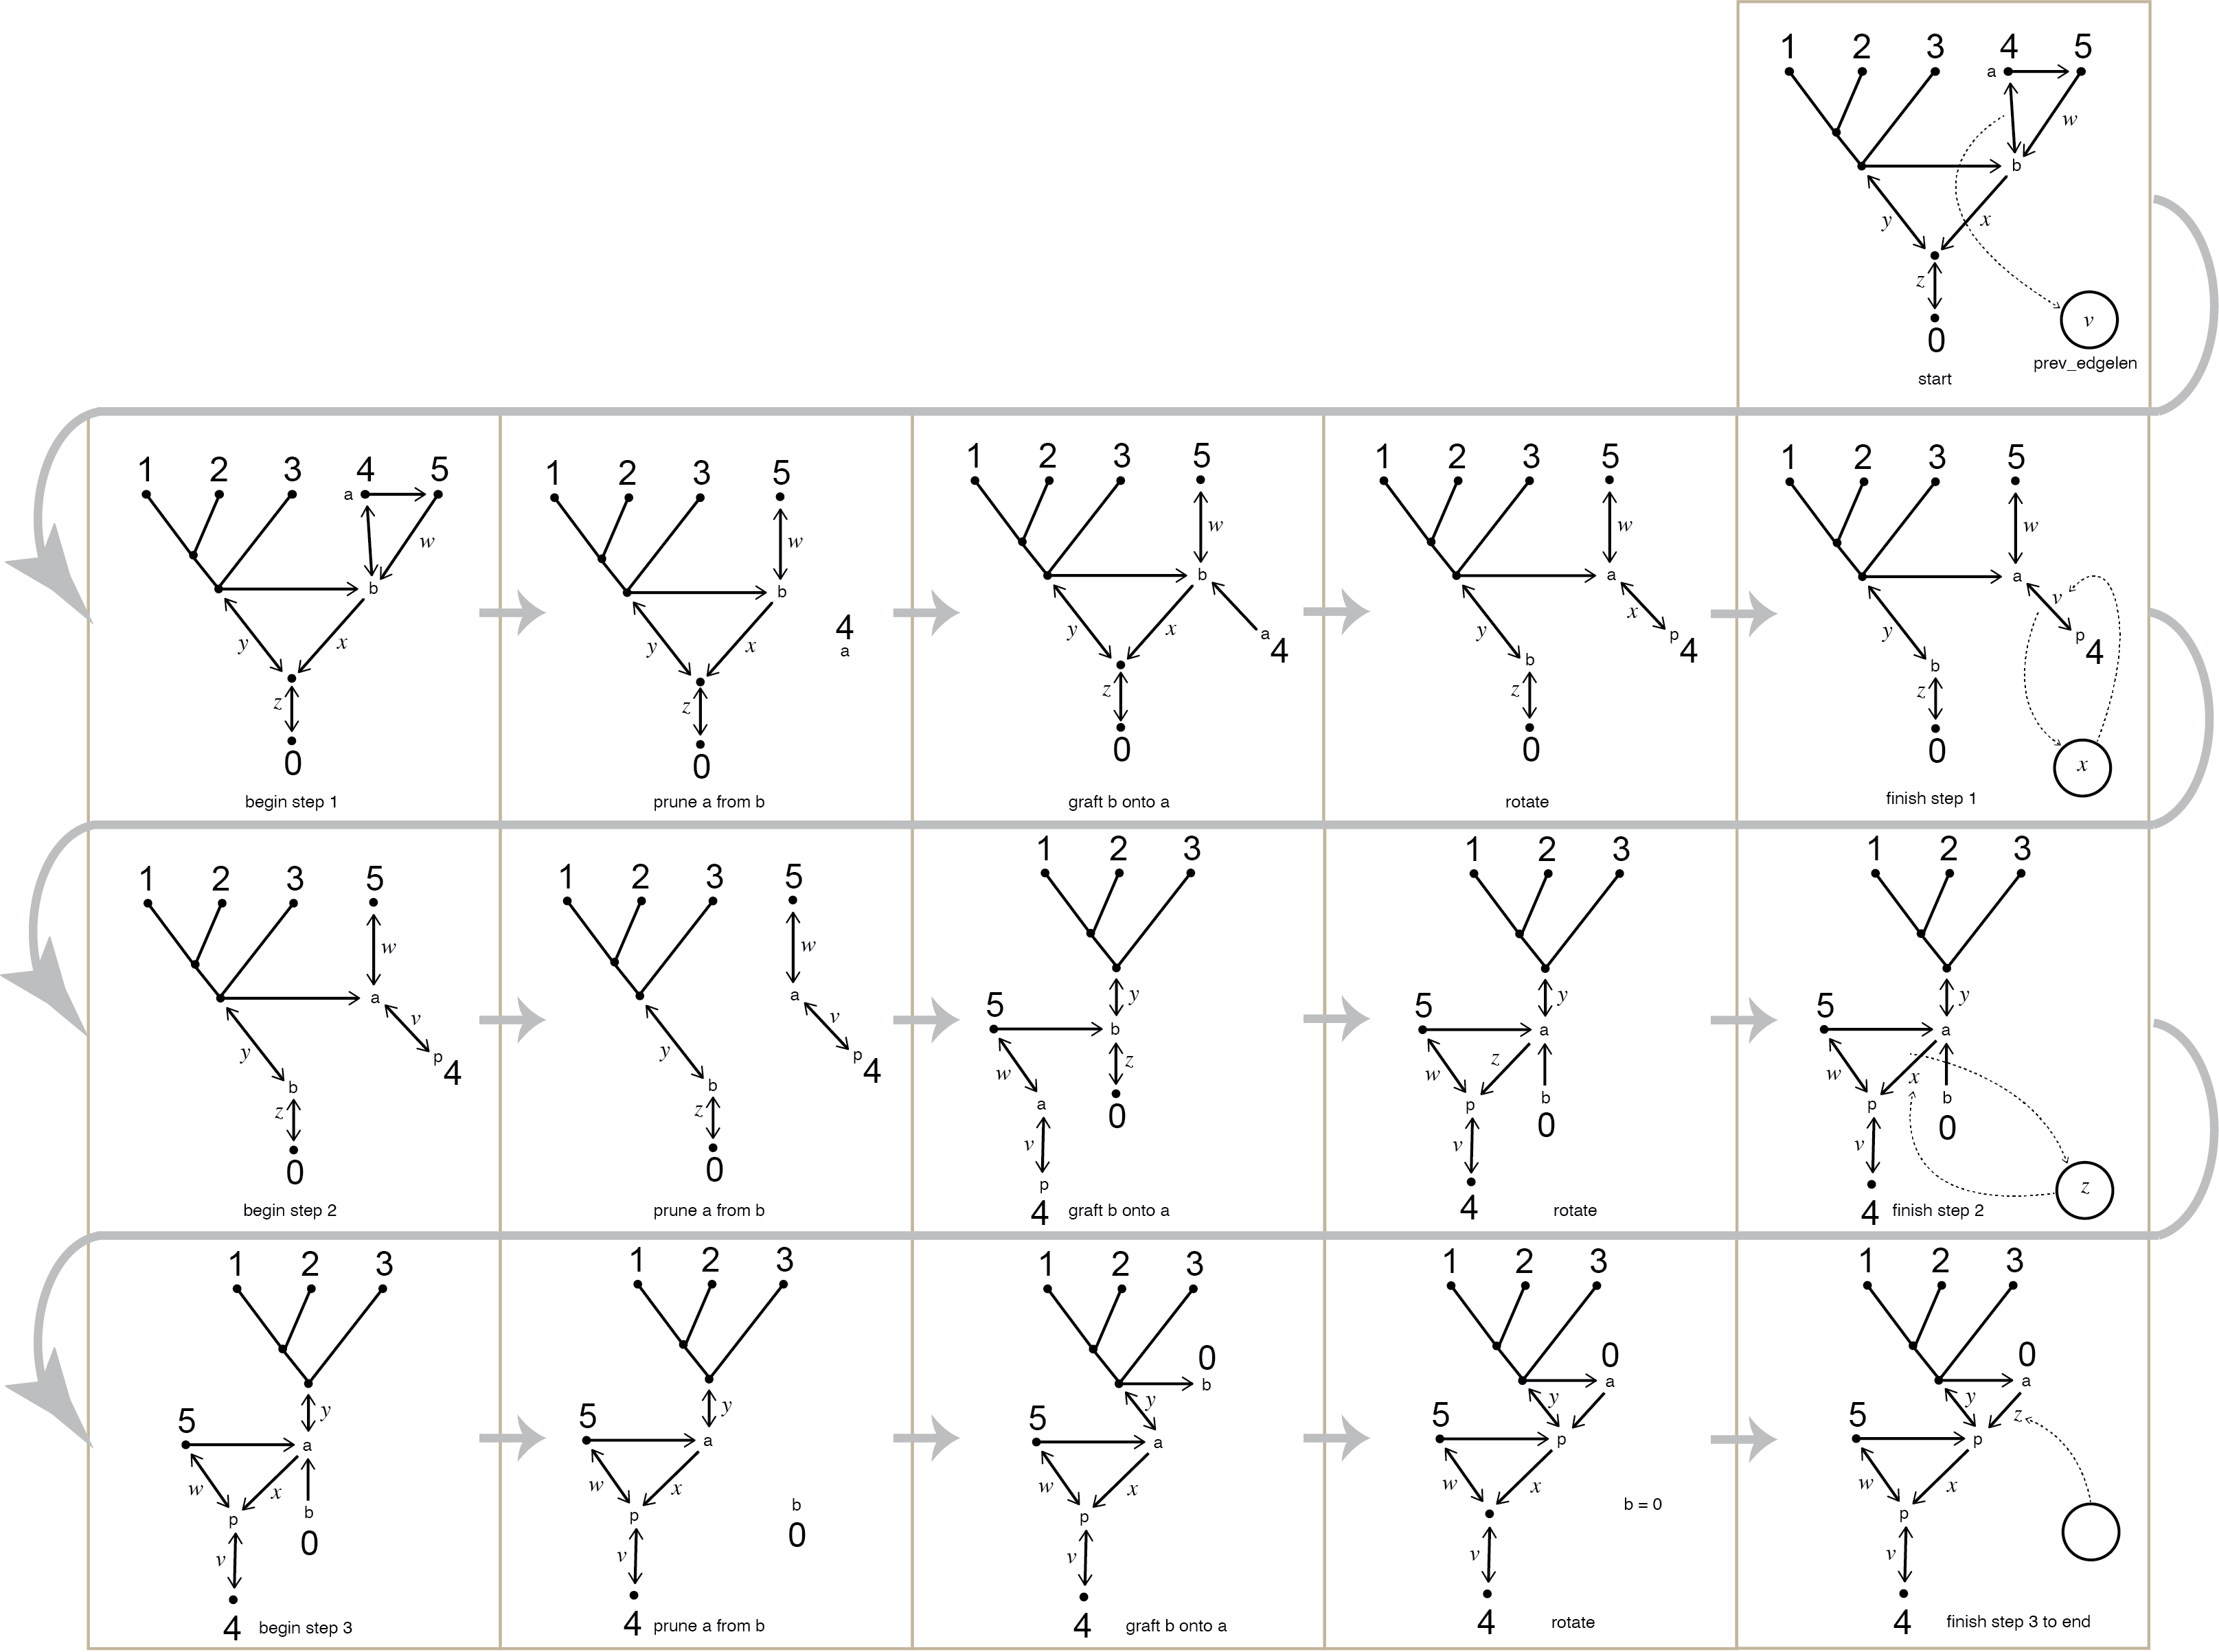 1 2 3 4 5
a
w
b
y x
z
v
0
prev_edgelen
start
1 2 3 4 5
a
w
b
y x
z
0
begin step 1
1 2 3 5
w
b
4
a
y x
z
0
prune a from b
1 2 3 5
w
b
y x a 4
z
0
graft b onto a
1 2 3 5
w
a
x
y p 4
b
z
0
rotate
1 2 3 5
w
a
v
y p 4
b
z
0 x
finish step 1
1 2 3 5
w
a
v
y p 4
b
z
0
begin step 2
1 2 3 5
w
a
v
y p 4
b
z
0
prune a from b
1 2 3
y
5 b
w z
a 0
v
p
4 graft b onto a
1 2 3
y
5 a
w z
p b
0
v
4 rotate
1 2 3
y
5 a
w x
p b
0
v z
4 finish step 2
1 2 3
y
5 a
w x
p b
0
v
4 begin step 3
1 2 3
y
5 a
w x
p b
0
v
4 prune a from b
1 2 3
0
b
y
5 a
w x
p
v
4 graft b onto a
1 2 3
0
a
y
5 p
w x
b = 0
v
4 rotate
1 2 3
0
a
y z
5 p
w x
p
v
4 finish step 3 to end